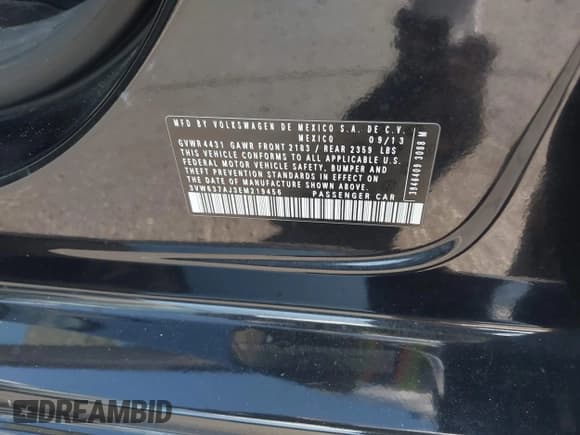 MFD BY VOLKSWAGEN DE MEXICO S.A. DE C.V.
MEXICO 09/13
GVWR 4431 GAWR FRONT 2183 / REAR 2359 LBS
THIS VEHICLE CONFORMS TO ALL APPLICABLE U.S.
FEDERAL MOTOR VEHICLE SAFETY, BUMPER AND
THEFT PREVENTION STANDARDS IN EFFECT ON
THE DATE OF MANUFACTURE SHOWN ABOVE
PASSENGER CAR
DREAMBID